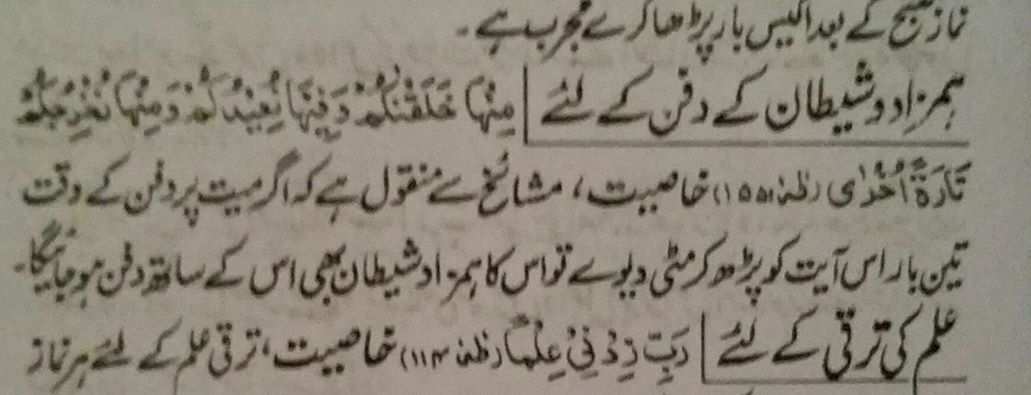 نماز صبح کے بعد اکیس بار پڑھا کرے مجرب ہے۔
ہمزاد و شیطان کے دفن کے لئے مِنْهَا خَلَقْنٰكُمْ وَفِيْهَا نُعِيْدُكُمْ وَمِنْهَا نُخْرِجُكُمْ
تَارَةً اُخْرٰى (طٰہٰ: ۵۵) خاصیت، مشائخ سے منقول ہے کہ اگر میت پر دفن کے وقت
تین بار اس آیت کو پڑھ کر مٹی دیوے تو اس کا ہمزاد شیطان بھی اس کے ساتھ دفن ہو جائیگا۔
علم کی ترقی کے لئے رَبِّ زِدْنِيْ عِلْمًا (طٰہٰ ۱۱۴) خاصیت، ترقی علم کے لئے ہر نماز